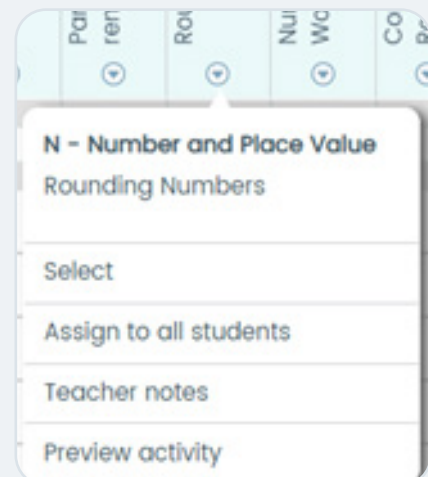 N - Number and Place Value
Rounding Numbers
Select
Assign to all students
Teacher notes
Preview activity